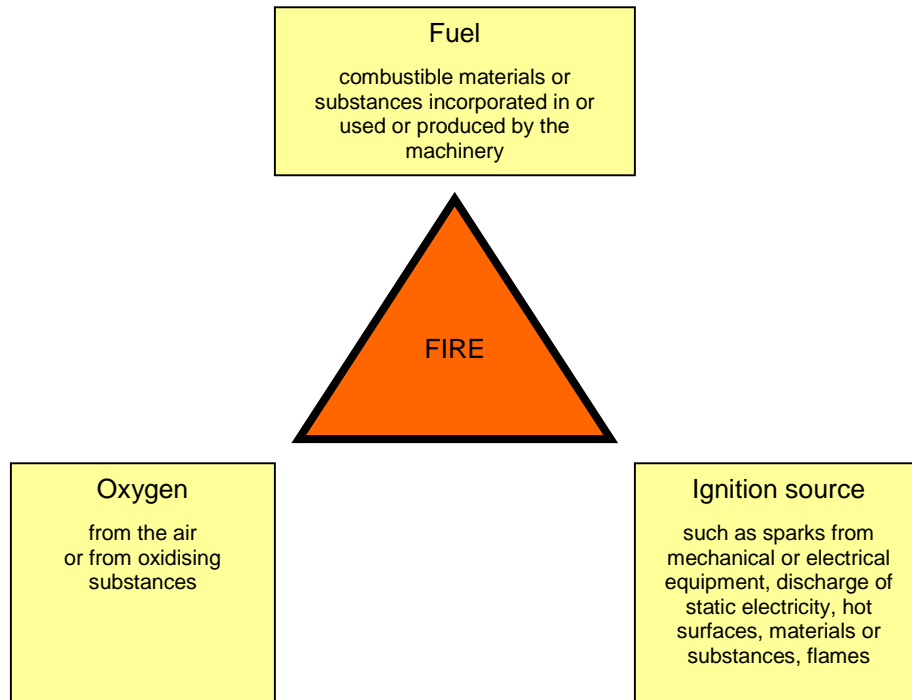 Fuel
combustible materials or
substances incorporated in or
used or produced by the
machinery
FIRE
Oxygen
from the air
or from oxidising
substances
Ignition source
such as sparks from
mechanical or electrical
equipment, discharge of
static electricity, hot
surfaces, materials or
substances, flames